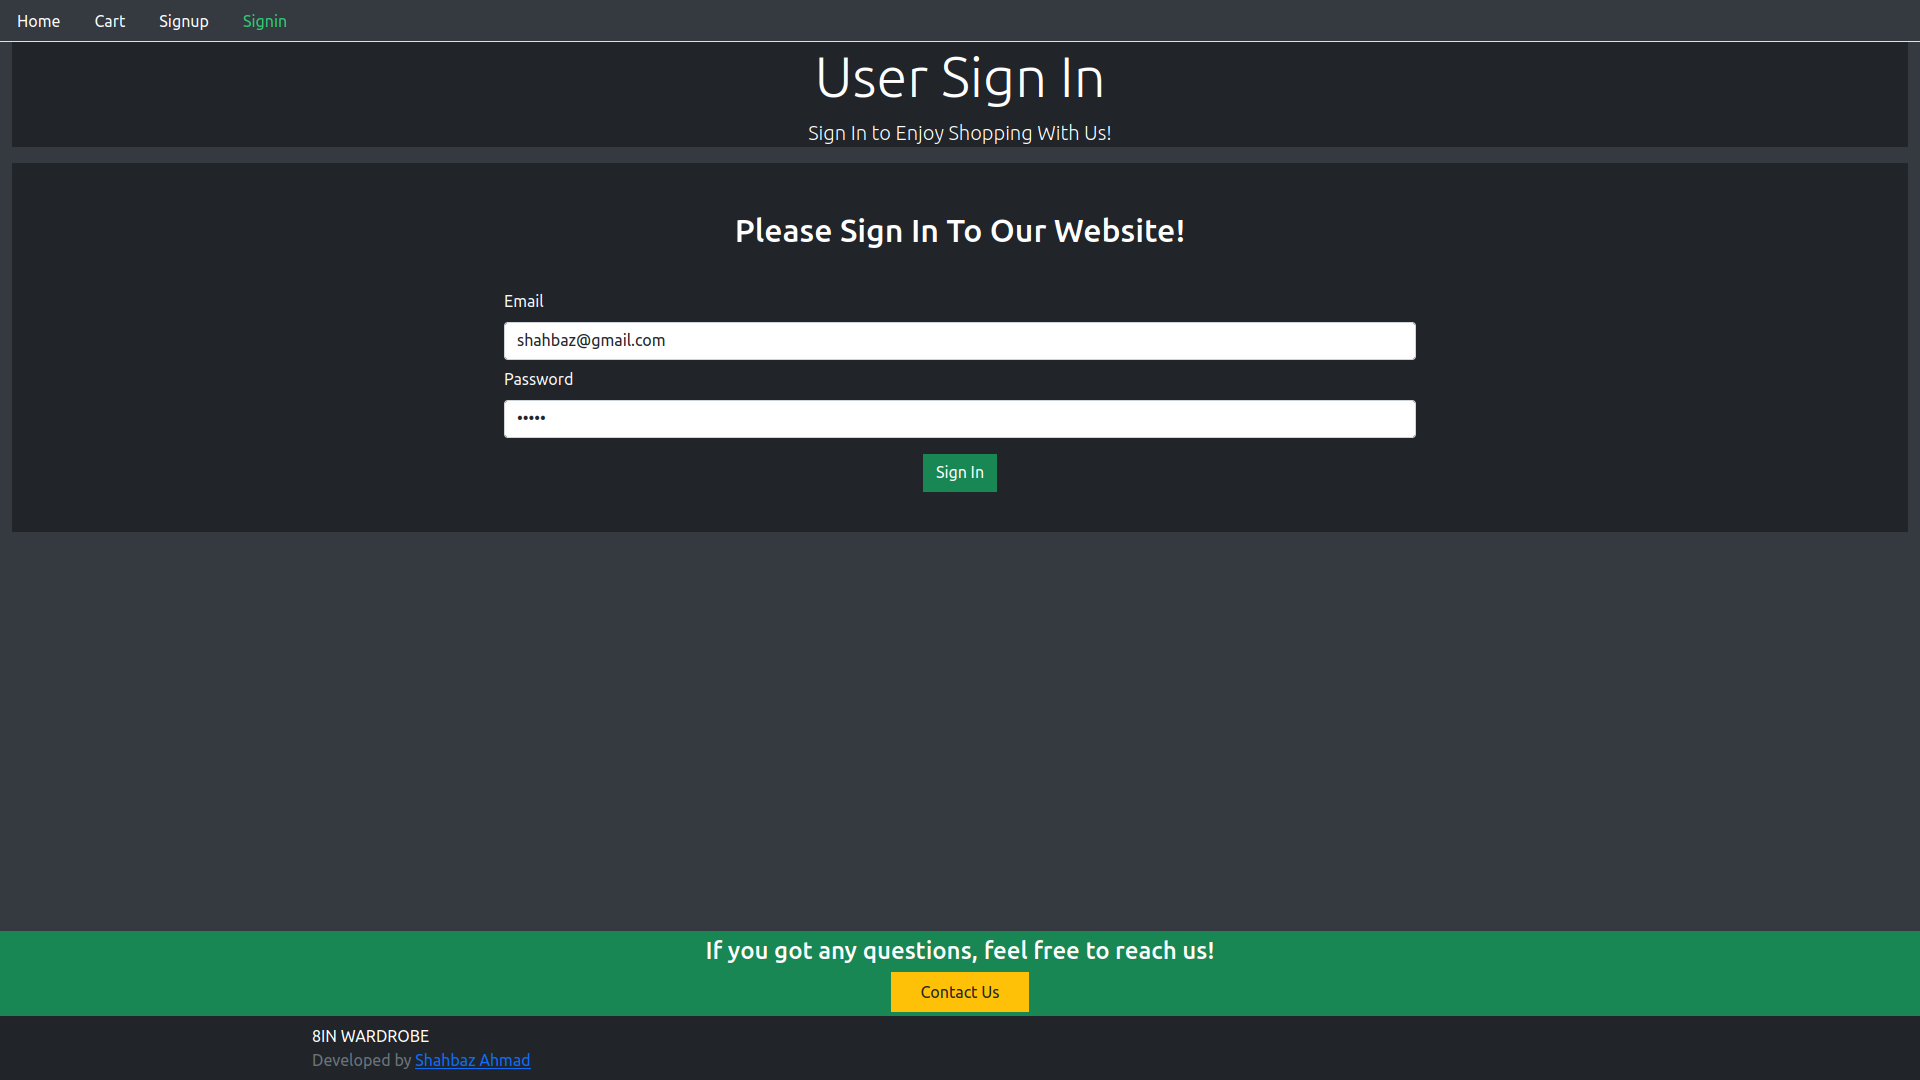 Home Cart Signup Signin
User Sign In
Sign In to Enjoy Shopping With Us!
Please Sign In To Our Website!
Email
shahbaz@gmail.com
Password
•••••
Sign In
If you got any questions, feel free to reach us!
Contact Us
8IN WARDROBE
Developed by Shahbaz Ahmad